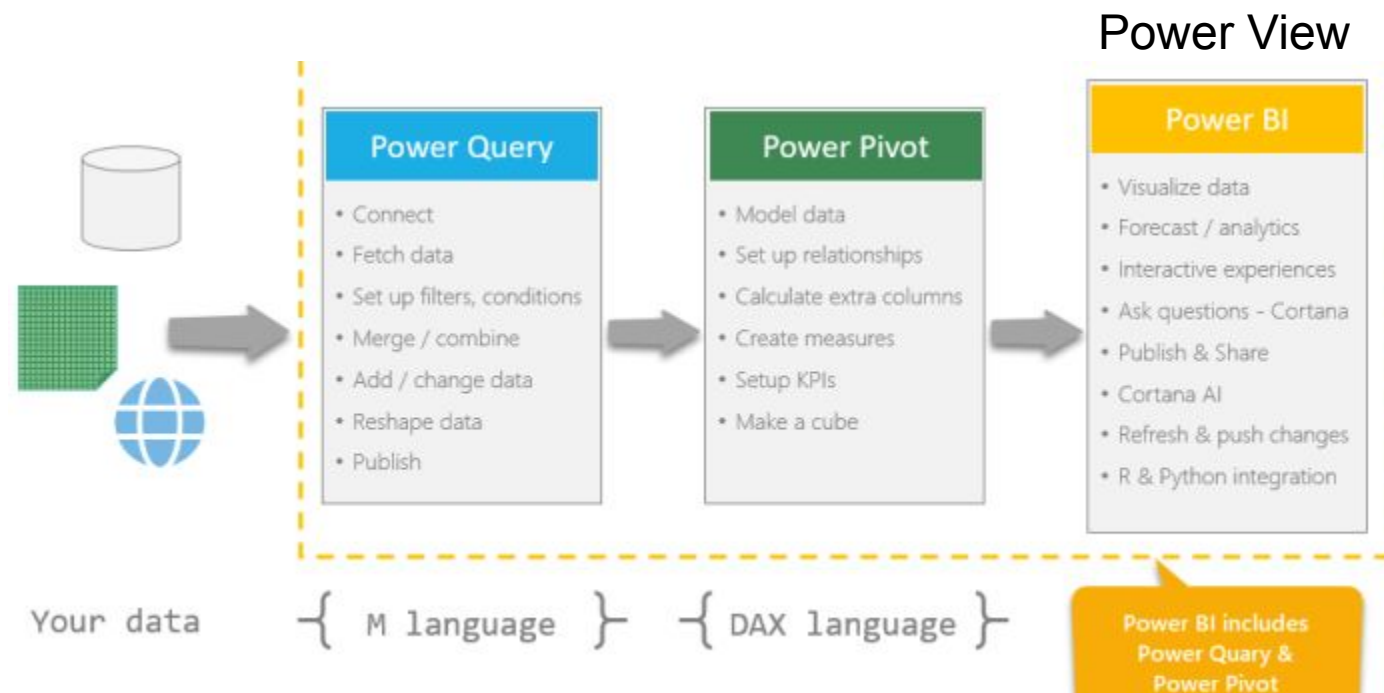 Power View
Power Query
• Connect
• Fetch data
• Set up filters, conditions
• Merge / combine
• Add / change data
• Reshape data
• Publish
Power Pivot
• Model data
• Set up relationships
• Calculate extra columns
• Create measures
• Setup KPIs
• Make a cube
Power BI
• Visualize data
• Forecast / analytics
• Interactive experiences
• Ask questions - Cortana
• Publish & Share
• Cortana AI
• Refresh & push changes
• R & Python integration
Your data
{ M language }
{ DAX language }
Power BI includes
Power Quary &
Power Pivot